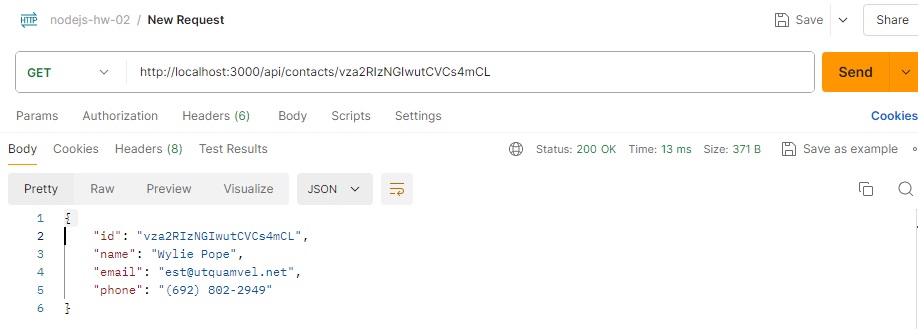 HTTP nodejs-hw-02 / New Request Save Share
GET http://localhost:3000/api/contacts/vza2RIzNGIwutCVCs4mCL Send
Params Authorization Headers (6) Body Scripts Settings Cookies
Body Cookies Headers (8) Test Results Status: 200 OK Time: 13 ms Size: 371 B Save as example
Pretty Raw Preview Visualize JSON
1 {
2 "id": "vza2RIzNGIwutCVCs4mCL",
3 "name": "Wylie Pope",
4 "email": "est@utquamvel.net",
5 "phone": "(692) 802-2949"
6 }